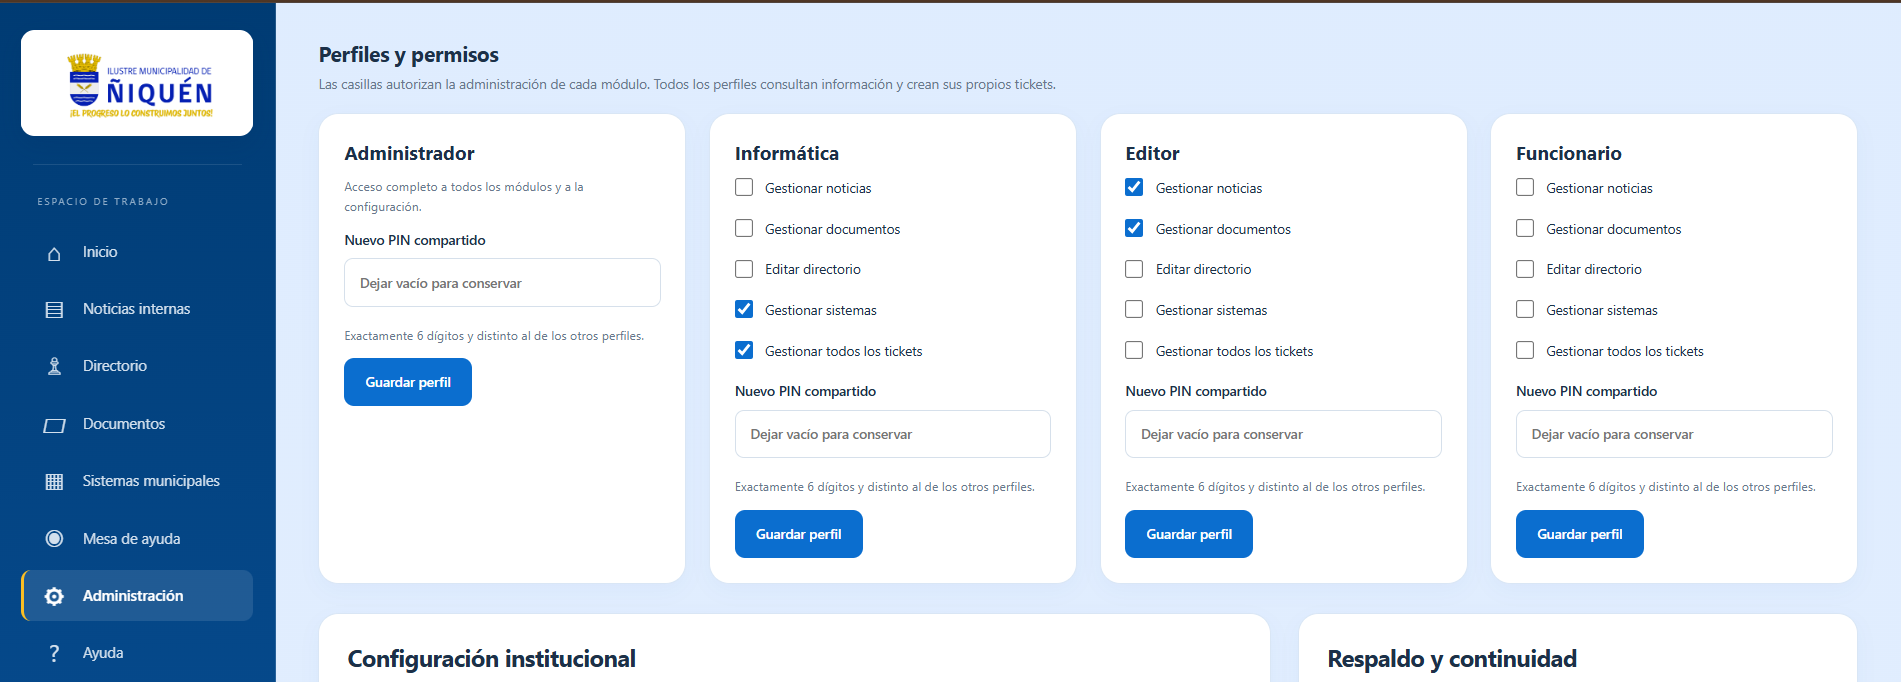 ILUSTRE MUNICIPALIDAD DE
ÑIQUÉN
¡EL PROGRESO LO CONSTRUIMOS JUNTOS!
ESPACIO DE TRABAJO
Inicio
Noticias internas
Directorio
Documentos
Sistemas municipales
Mesa de ayuda
Administración
? Ayuda
Perfiles y permisos
Las casillas autorizan la administración de cada módulo. Todos los perfiles consultan información y crean sus propios tickets.
Administrador
Acceso completo a todos los módulos y a la
configuración.
Nuevo PIN compartido
Dejar vacío para conservar
Exactamente 6 dígitos y distinto al de los otros perfiles.
Guardar perfil
Informática
Gestionar noticias
Gestionar documentos
Editar directorio
Gestionar sistemas
Gestionar todos los tickets
Nuevo PIN compartido
Dejar vacío para conservar
Exactamente 6 dígitos y distinto al de los otros perfiles.
Guardar perfil
Editor
Gestionar noticias
Gestionar documentos
Editar directorio
Gestionar sistemas
Gestionar todos los tickets
Nuevo PIN compartido
Dejar vacío para conservar
Exactamente 6 dígitos y distinto al de los otros perfiles.
Guardar perfil
Funcionario
Gestionar noticias
Gestionar documentos
Editar directorio
Gestionar sistemas
Gestionar todos los tickets
Nuevo PIN compartido
Dejar vacío para conservar
Exactamente 6 dígitos y distinto al de los otros perfiles.
Guardar perfil
Configuración institucional
Respaldo y continuidad